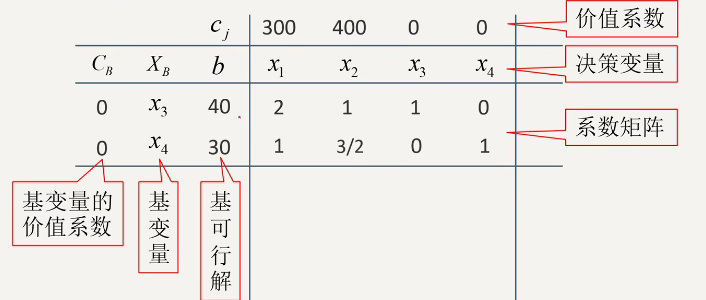 c_j 300 400 0 0 价值系数
C_B X_B b x_1 x_2 x_3 x_4 决策变量
0 x_3 40 2 1 1 0
系数矩阵
0 x_4 30 1 3/2 0 1
基变量的
价值系数
基变量
基可行解